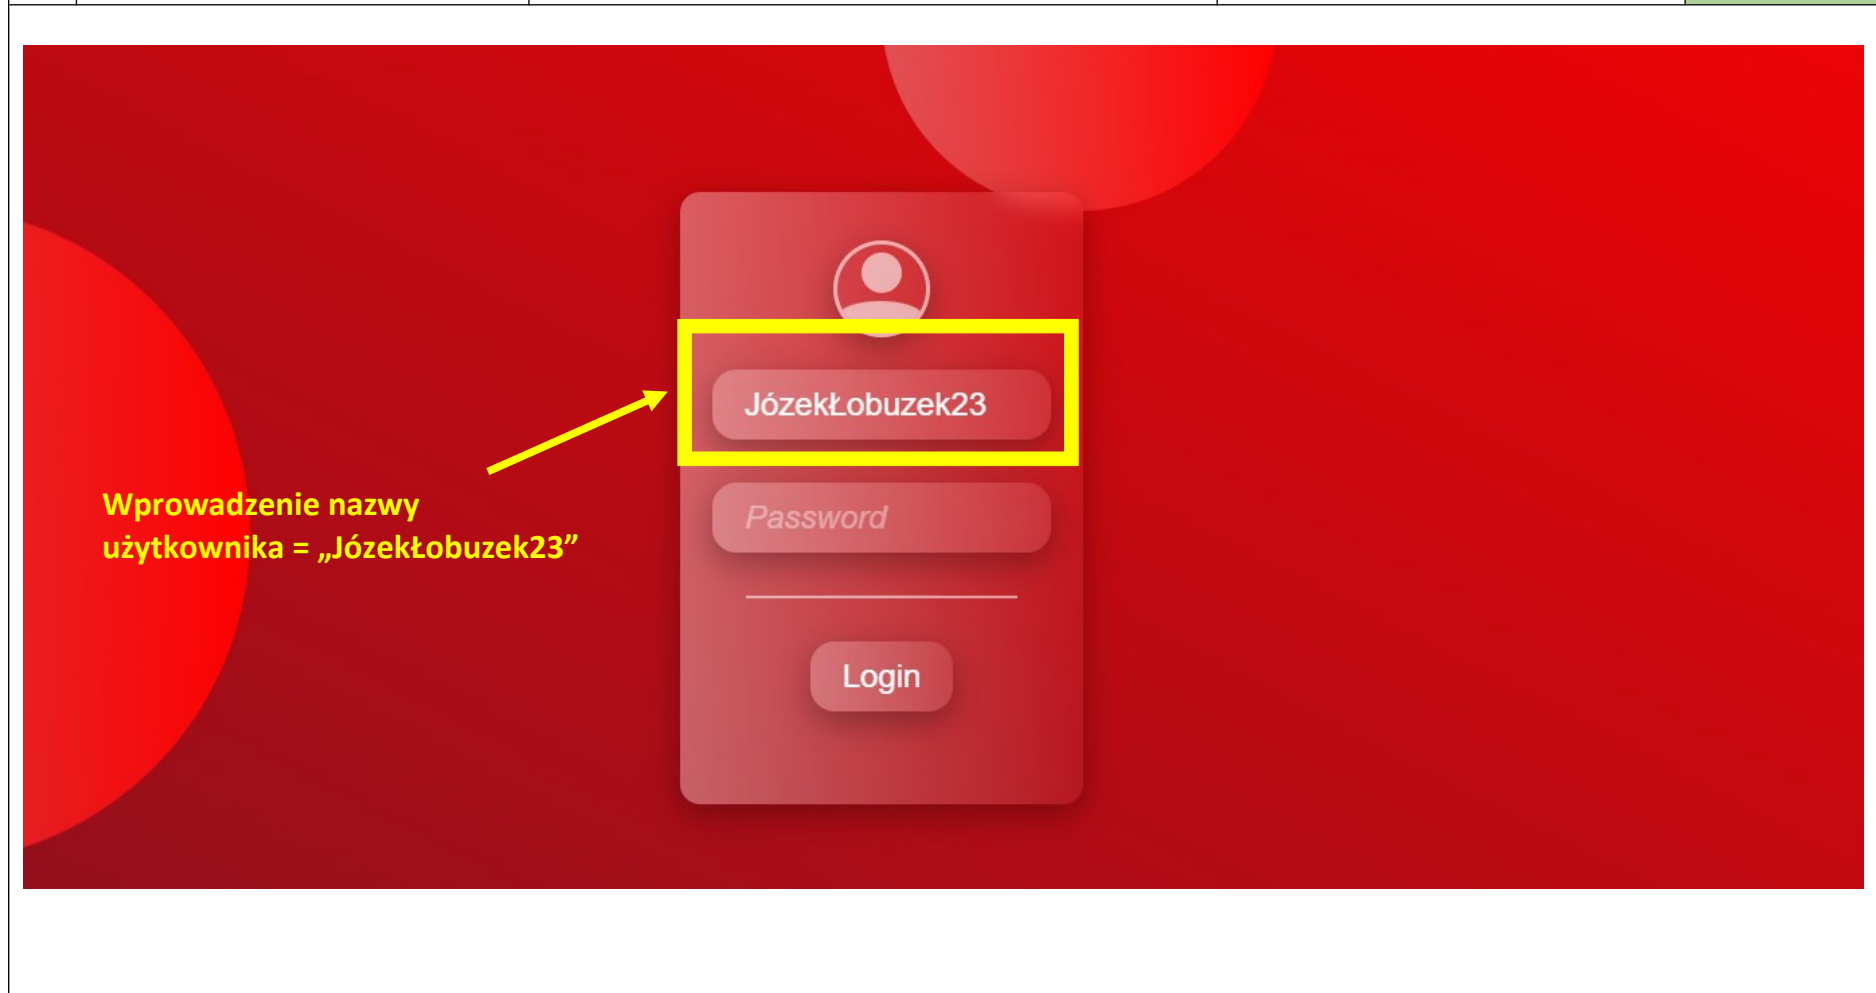 JózekŁobuzek23
Wprowadzenie nazwy
użytkownika = „JózekŁobuzek23”
Password
Login